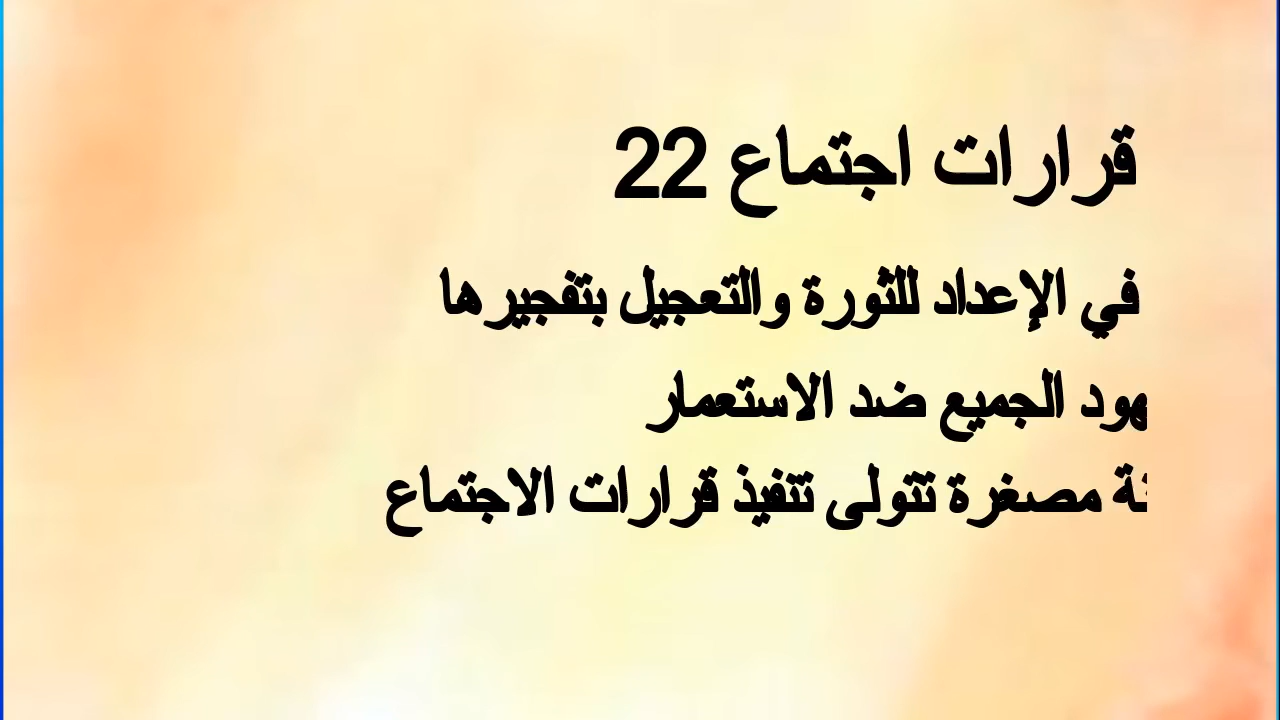 قرارات اجتماع 22
في الإعداد للثورة والتعجيل بتفجيرها
الجميع ضد الاستعمار
مصغرة تتولى تنفيذ قرارات الاجتماع